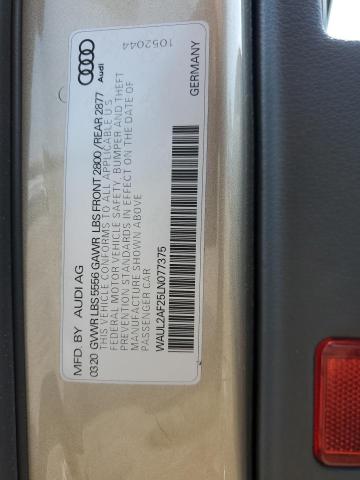 MFD. BY AUDI AG
0320 GVWR LBS 5556 GAWR LBS FRONT 2800 /REAR 2877
THIS VEHICLE CONFORMS TO ALL APPLICABLE U.S.
FEDERAL MOTOR VEHICLE SAFETY, BUMPER AND THEFT
PREVENTION STANDARDS IN EFFECT ON THE DATE OF
MANUFACTURE SHOWN ABOVE
PASSENGER CAR
WAUL2AF25LN077375
GERMANY
Audi
1052044